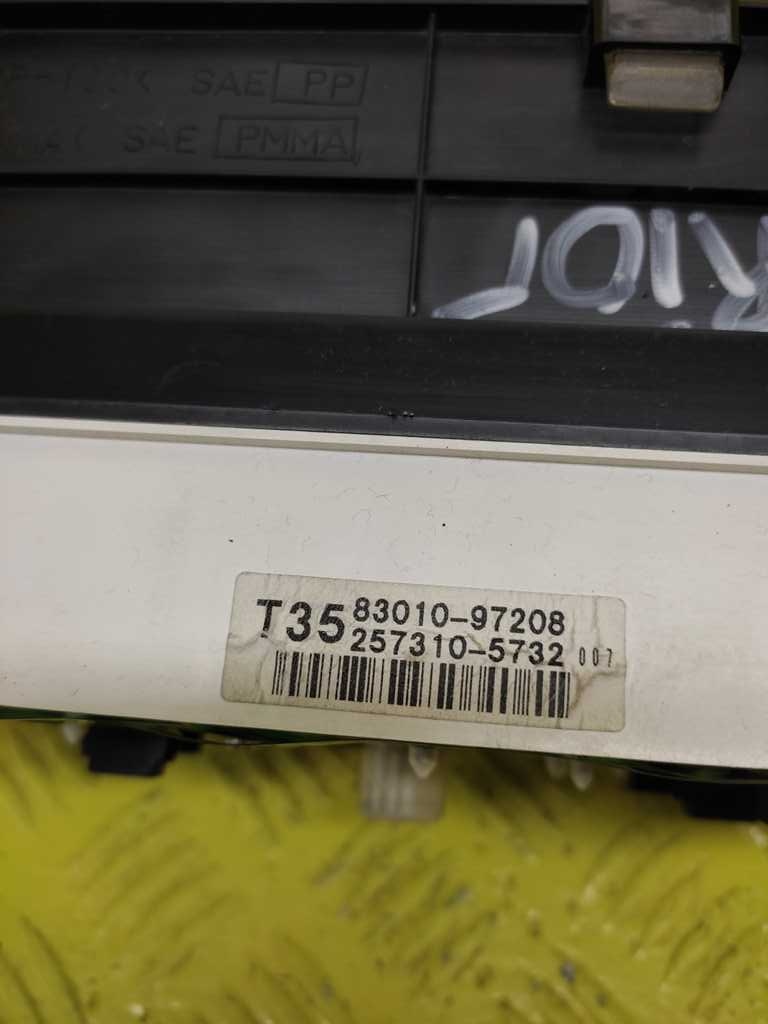 SAE PP
SAE PMMA
T35 83010-97208
257310-5732 007